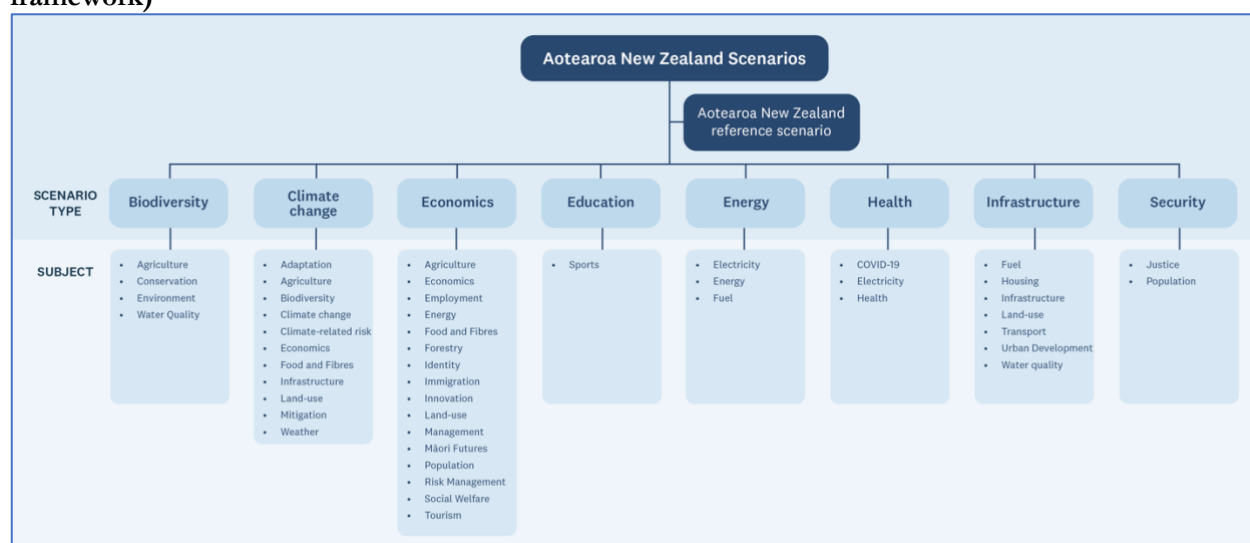 framework)
Aotearoa New Zealand Scenarios
Aotearoa New Zealand
reference scenario
SCENARIO
TYPE
Biodiversity
Climate
change
Economics
Education
Energy
Health
Infrastructure
Security
SUBJECT
• Agriculture
• Conservation
• Environment
• Water Quality
• Adaptation
• Agriculture
• Biodiversity
• Climate change
• Climate-related risk
• Economics
• Food and Fibres
• Infrastructure
• Land-use
• Mitigation
• Weather
• Agriculture
• Economics
• Employment
• Energy
• Food and Fibres
• Forestry
• Identity
• Immigration
• Innovation
• Land-use
• Management
• Māori Futures
• Population
• Risk Management
• Social Welfare
• Tourism
• Sports
• Electricity
• Energy
• Fuel
• COVID-19
• Electricity
• Health
• Fuel
• Housing
• Infrastructure
• Land-use
• Transport
• Urban Development
• Water quality
• Justice
• Population